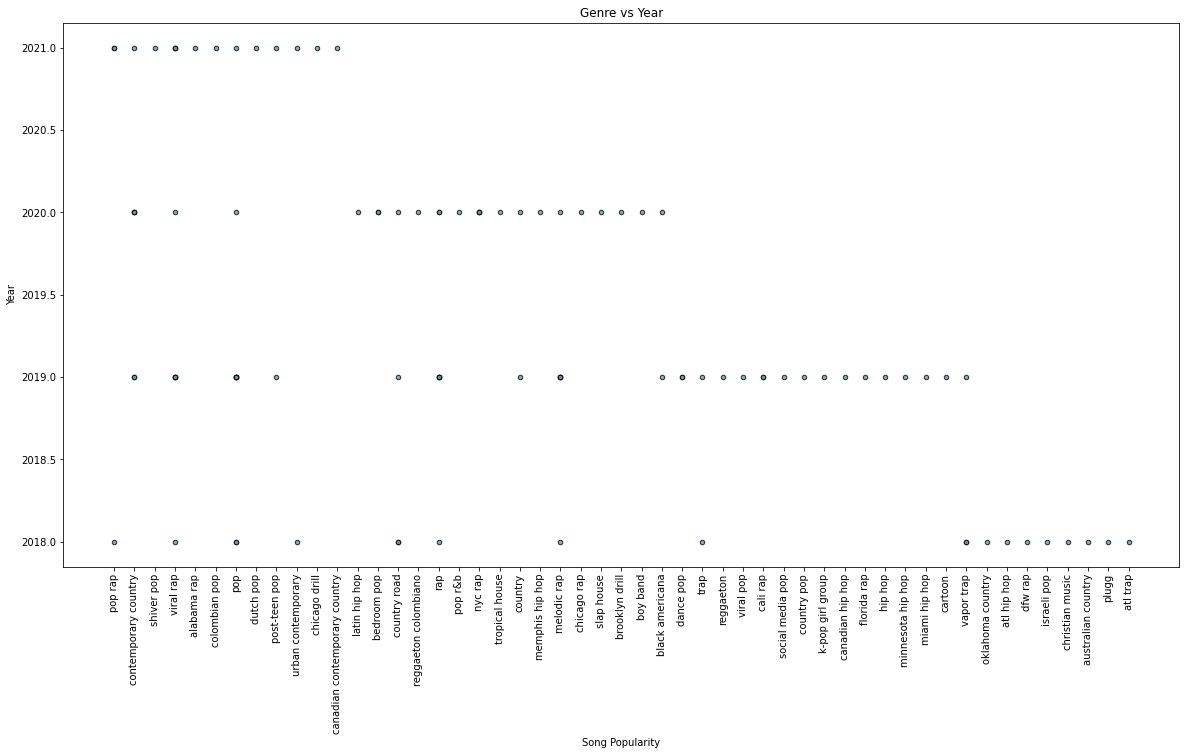 Genre vs Year
2021.0
2020.5
2020.0
2019.5
2019.0
2018.5
2018.0
Year
pop rap
contemporary country
shiver pop
viral rap
alabama rap
colombian pop
pop
dutch pop
post-teen pop
urban contemporary
chicago drill
canadian contemporary country
latin hip hop
bedroom pop
country road
reggaeton colombiano
rap
pop r&b
nyc rap
tropical house
country
memphis hip hop
melodic rap
chicago rap
slap house
brooklyn drill
boy band
black americana
dance pop
trap
reggaeton
viral pop
cali rap
social media pop
country pop
k-pop girl group
canadian hip hop
florida rap
hip hop
minnesota hip hop
miami hip hop
cartoon
vapor trap
oklahoma country
atl hip hop
dfw rap
israeli pop
christian music
australian country
plugg
atl trap
Song Popularity